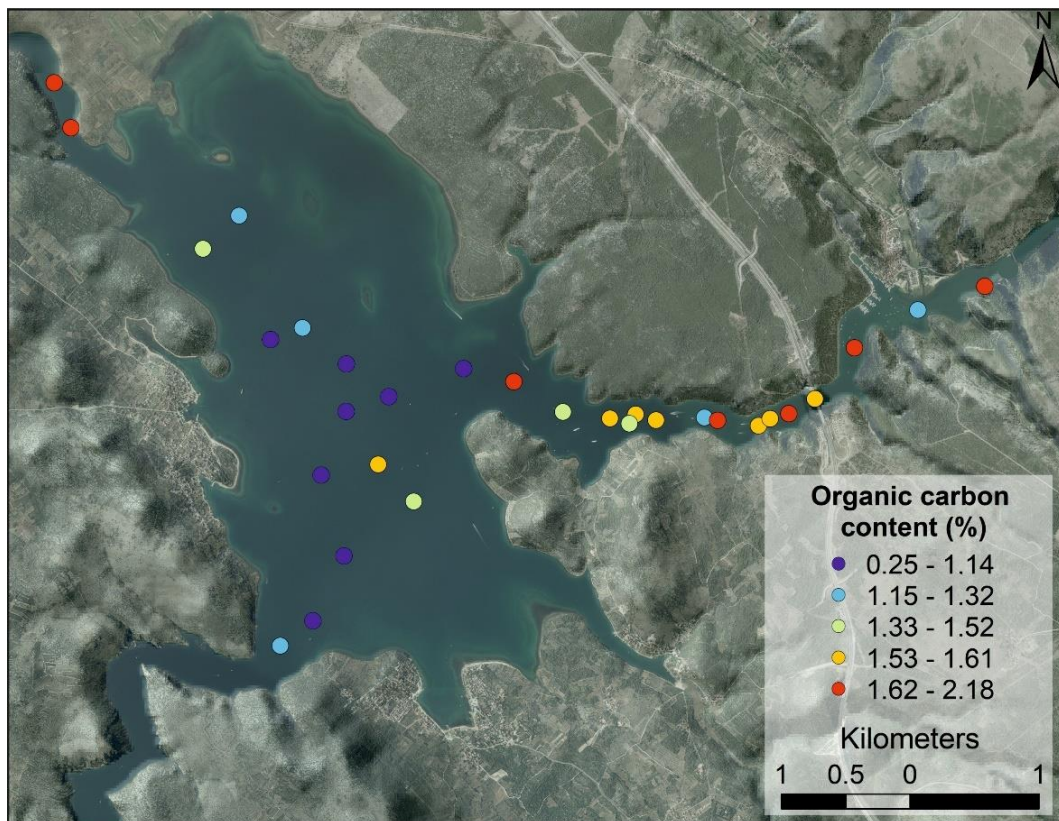 N
Organic carbon
content (%)
0.25 - 1.14
1.15 - 1.32
1.33 - 1.52
1.53 - 1.61
1.62 - 2.18
Kilometers
1 0.5 0 1